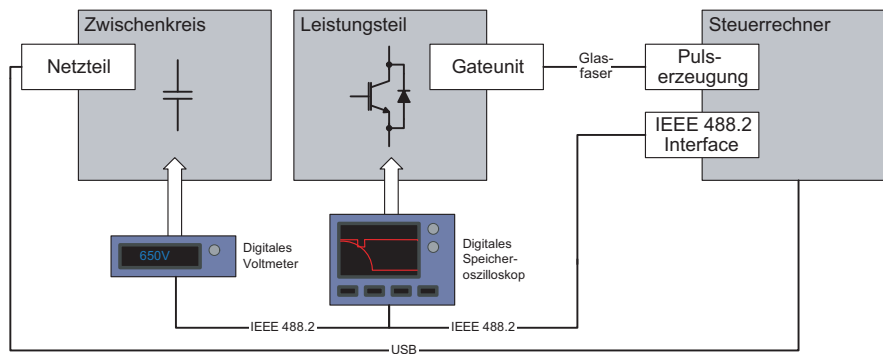 Zwischenkreis
Netzteil
Leistungsteil
Gateunit
Glas-
faser
Steuerrechner
Puls-
erzeugung
IEEE 488.2
Interface
650V
Digitales
Voltmeter
Digitales
Speicher-
oszilloskop
IEEE 488.2
IEEE 488.2
USB